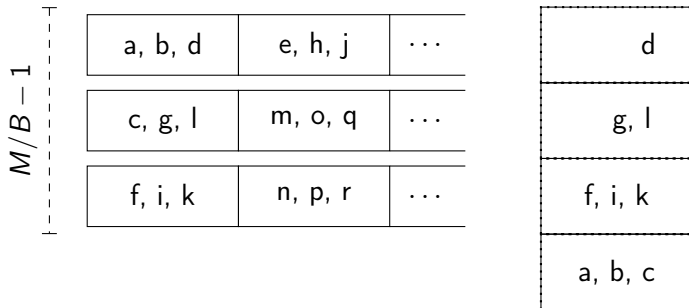 a, b, d e, h, j ... d
M/B − 1
c, g, l m, o, q ... g, l
f, i, k n, p, r ... f, i, k
a, b, c